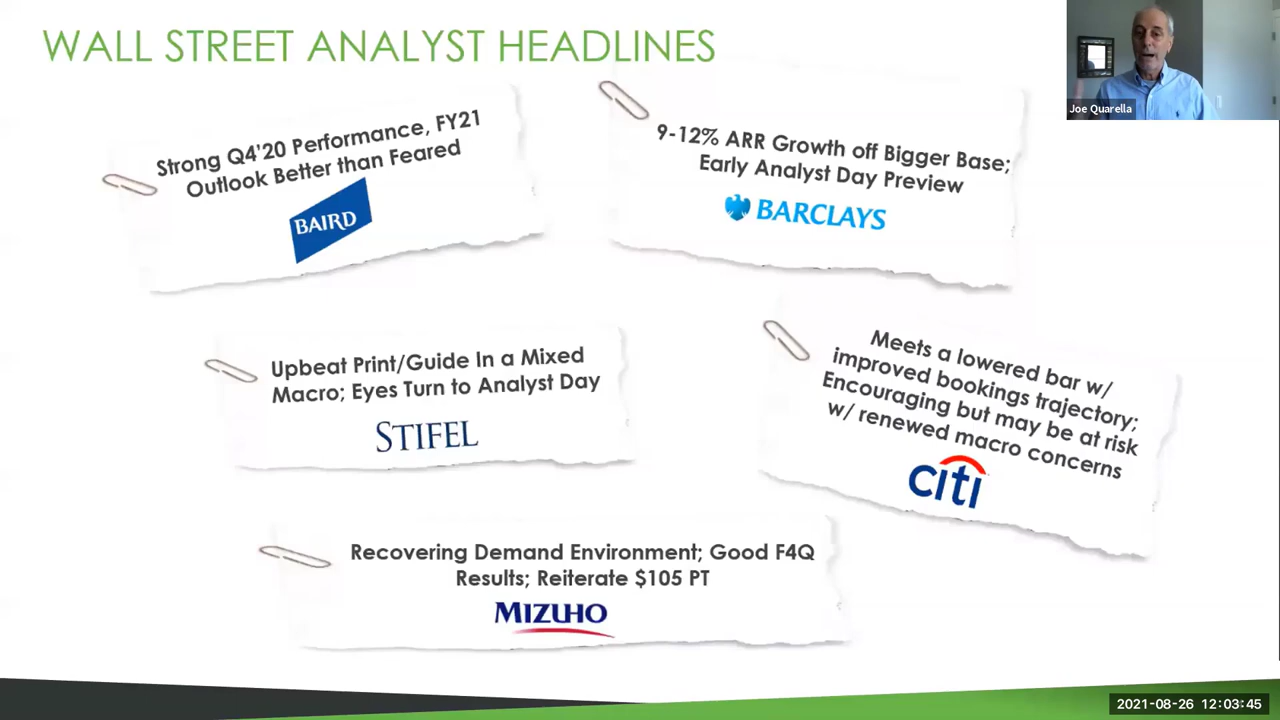 WALL STREET ANALYST HEADLINES
Joe Quarella
Strong Q4'20 Performance, FY21
Outlook Better than Feared
BAIRD
9-12% ARR Growth off Bigger Base;
Early Analyst Day Preview
BARCLAYS
Upbeat Print/Guide In a Mixed
Macro; Eyes Turn to Analyst Day
STIFEL
Meets a lowered bar w/
improved bookings trajectory;
Encouraging but may be at risk
w/ renewed macro concerns
citi
Recovering Demand Environment; Good F4Q
Results; Reiterate $105 PT
MIZUHO
2021-08-26 12:03:45